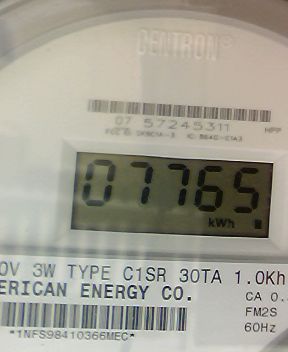 CENTRON®
07 57245311
07765
kWh
0V 3W TYPE C1SR 30TA 1.0Kh
ERICAN ENERGY CO.
CA 0.
FM2S
60Hz
*1NFS98410366MEC*